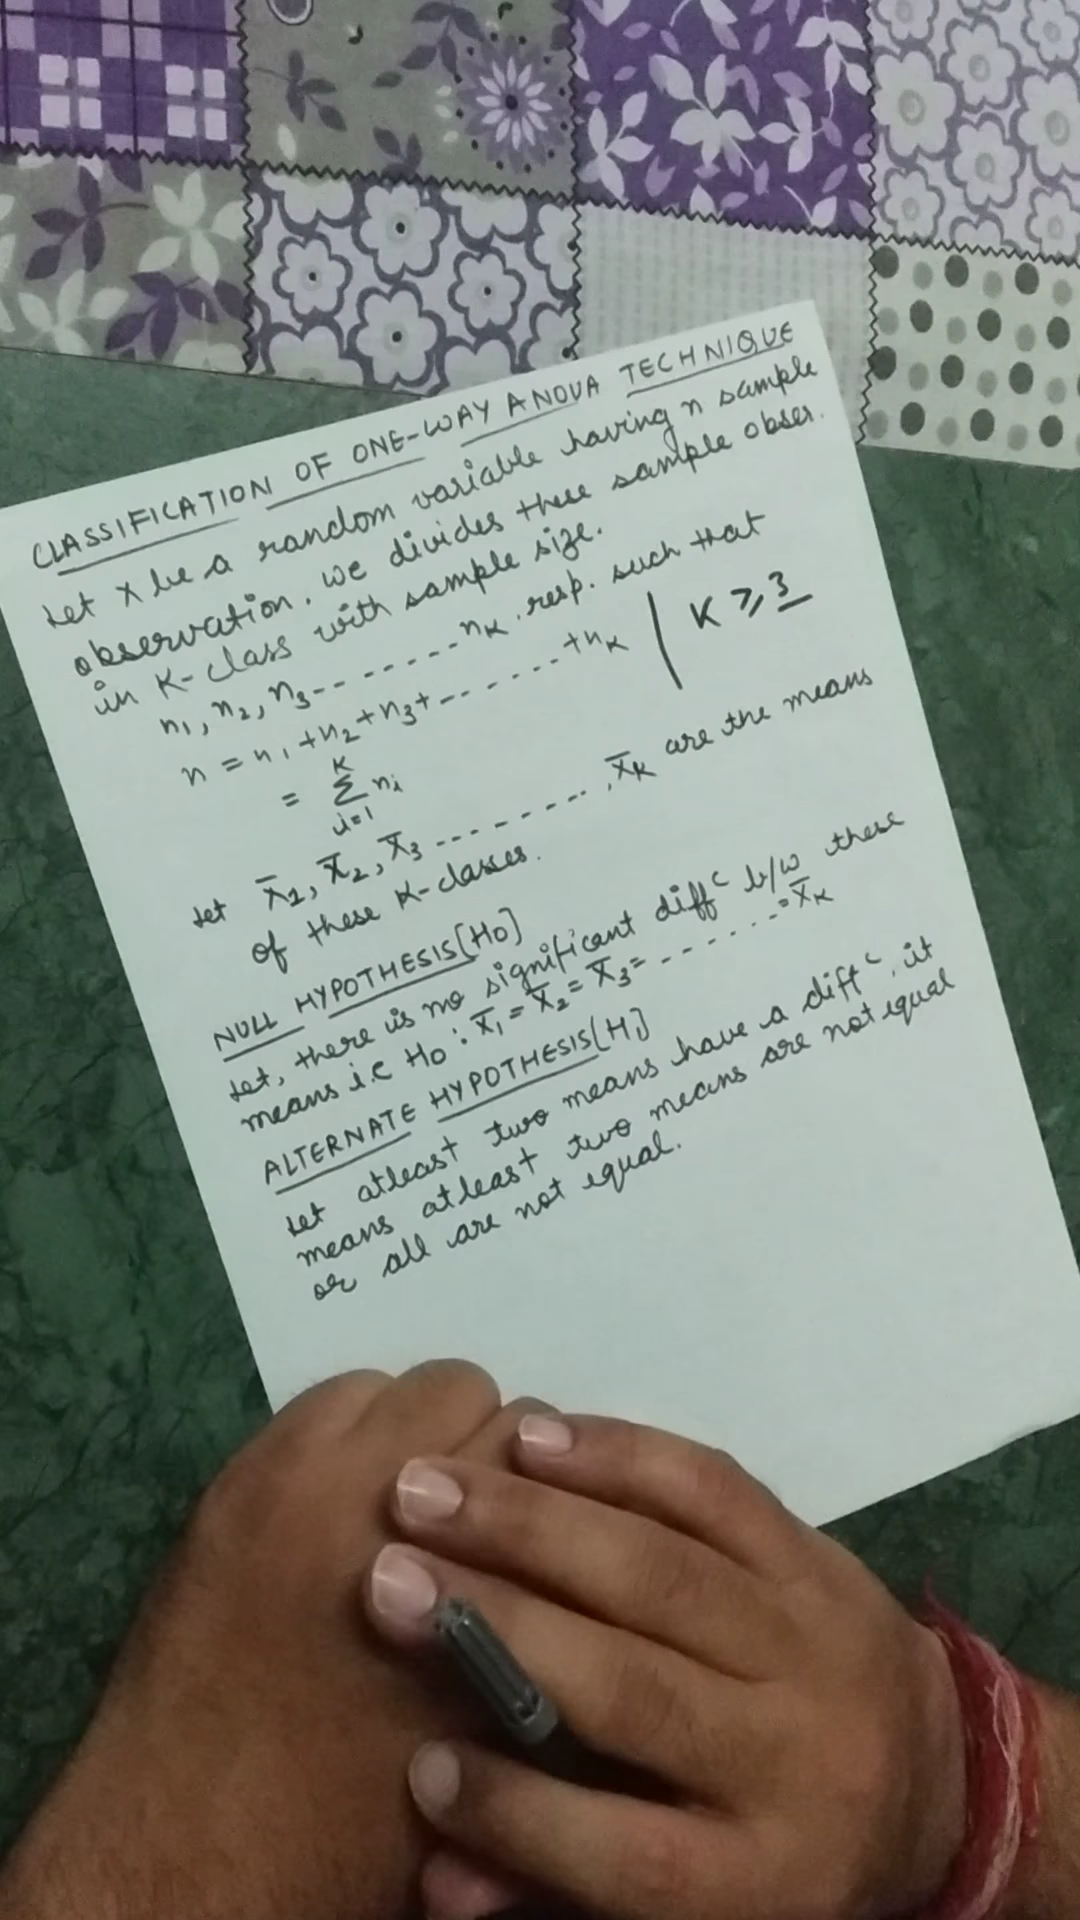 CLASSIFICATION OF ONE-WAY ANOVA TECHNIQUE
Let X be a random variable having n sample
observation. we divides these sample obser.
in K-class with sample size.
n₁, n₂, n₃ - - - - - - - nK, resp. such that
n = n₁ + n₂ + n₃ + - - - - - - - + nK | K ≥ 3
= K Σ i=1 ni
Let X̄₁, X̄₂, X̄₃ - - - - - - - -, X̄K are the means
of these K-classes.
NULL HYPOTHESIS [H0]
Let, there is no significant diffᶜ b/w these
means i.e H0 : X̄₁ = X̄₂ = X̄₃ = - - - - - - = X̄K
ALTERNATE HYPOTHESIS [H₁]
Let atleast two means have a diffᶜ, it
means atleast two means are not equal
or all are not equal.